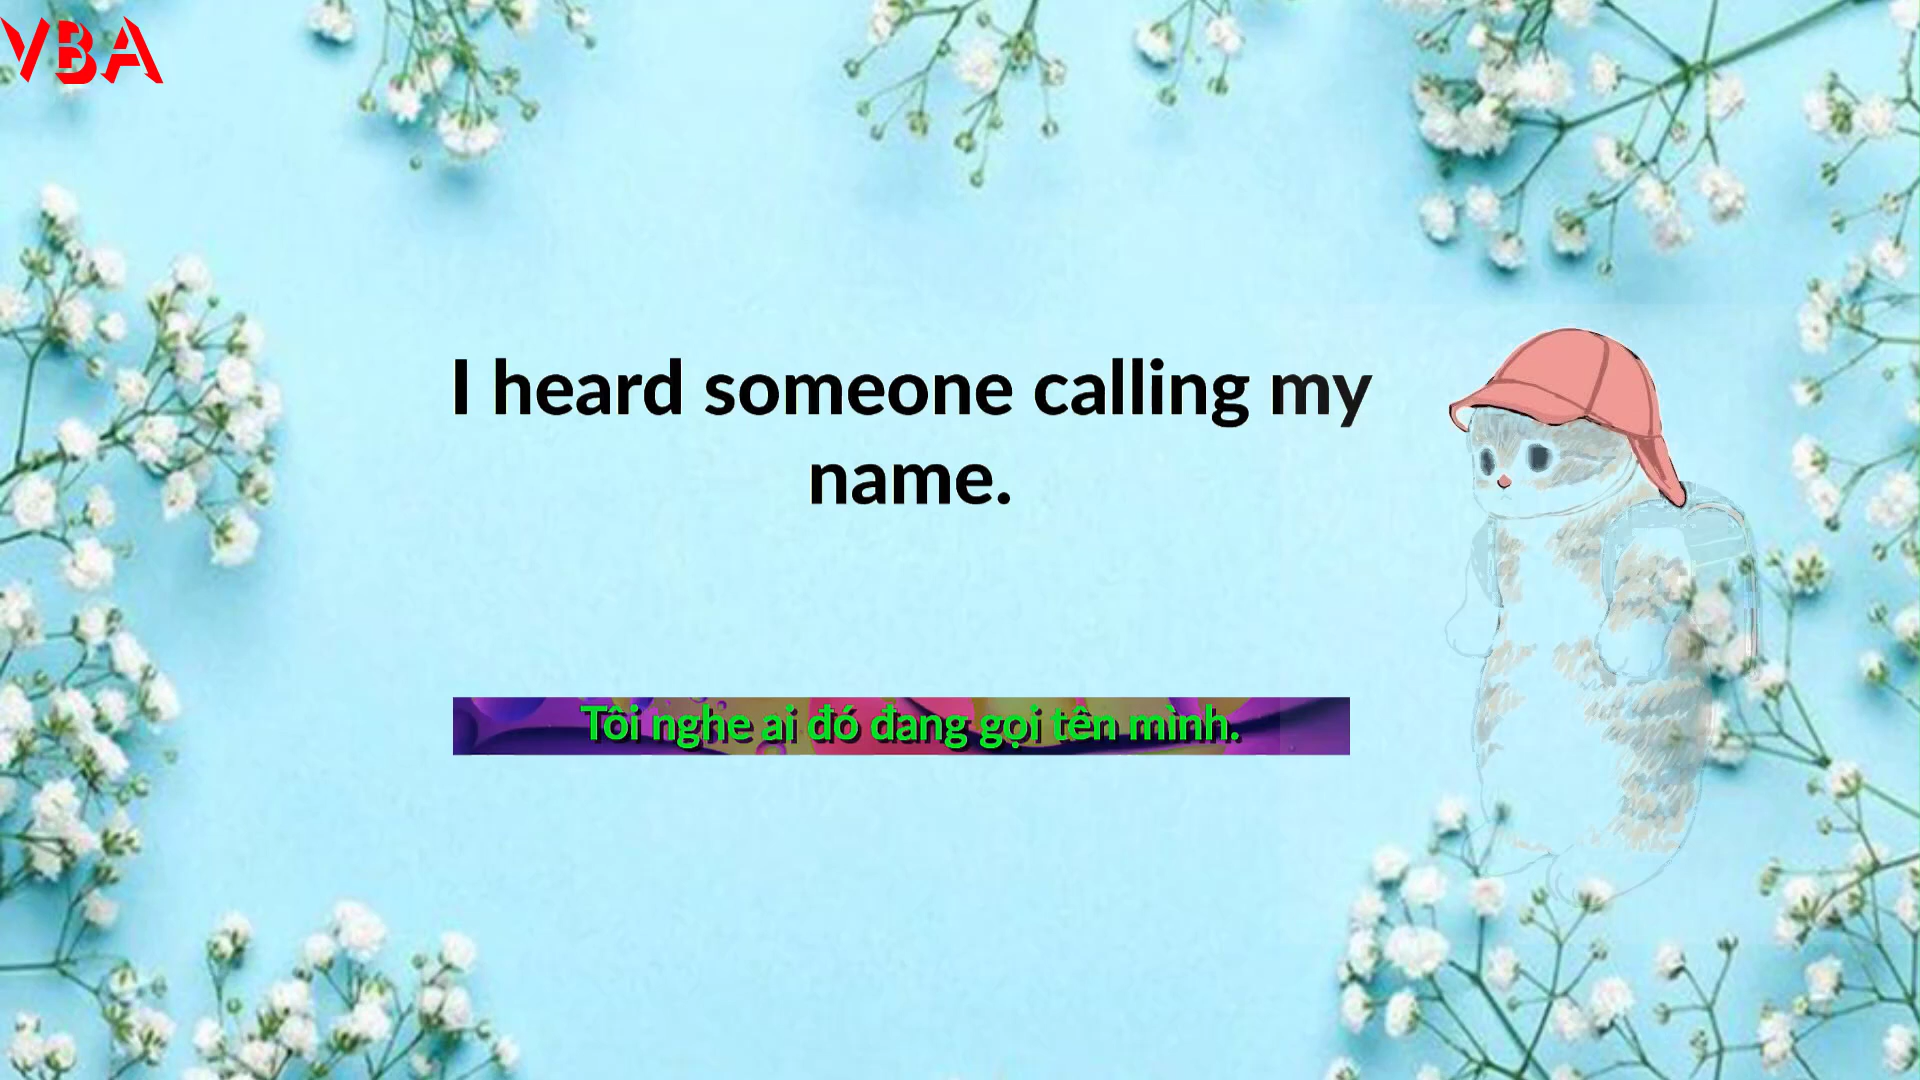 VBA
I heard someone calling my
name.
Tôi nghe ai đó đang gọi tên mình.